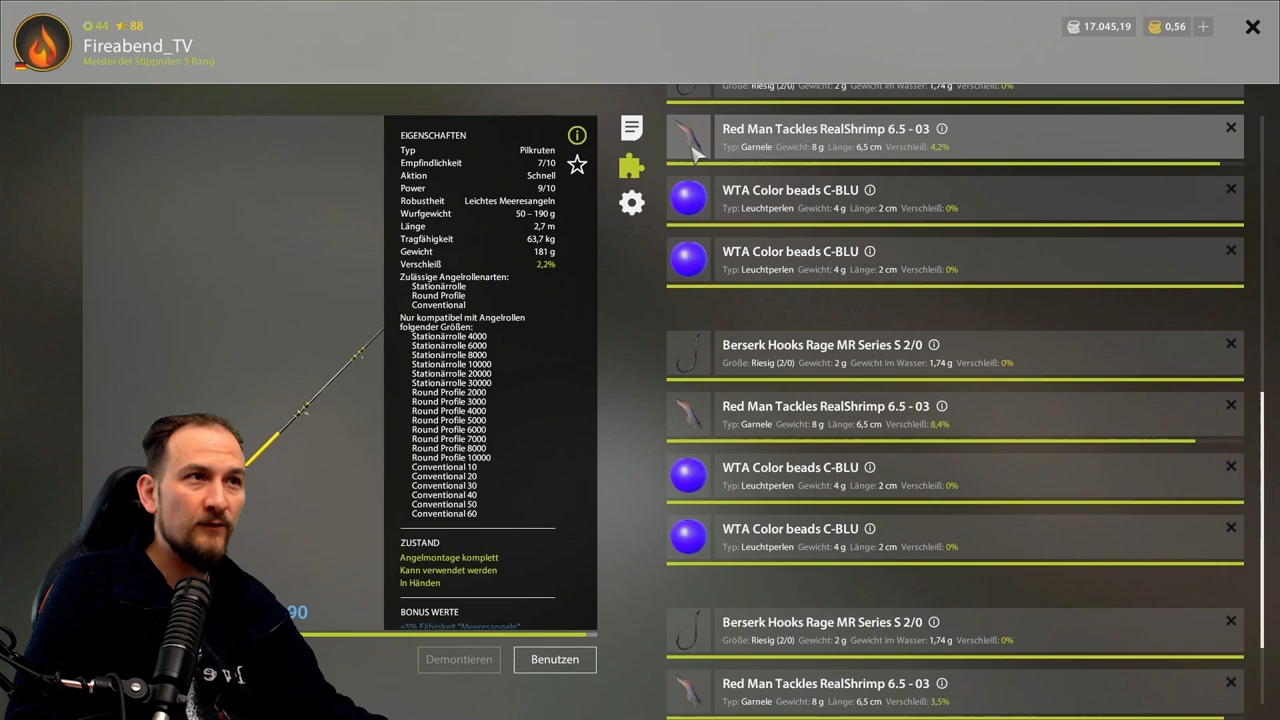 44 88
Fireabend_TV
Meister der Stippruten 5 Rang
17.045,19 0,56
EIGENSCHAFTEN
Typ Pilkruten
Empfindlichkeit 7/10
Aktion Schnell
Power 9/10
Robustheit Leichtes Meeresangeln
Wurfgewicht 50 – 190 g
Länge 2,7 m
Tragfähigkeit 63,7 kg
Gewicht 181 g
Verschleiß 2,2%
Zulässige Angelrollenarten:
Stationärrolle
Round Profile
Conventional
Nur kompatibel mit Angelrollen
folgender Größen:
Stationärrolle 4000
Stationärrolle 6000
Stationärrolle 8000
Stationärrolle 10000
Stationärrolle 20000
Stationärrolle 30000
Round Profile 2000
Round Profile 3000
Round Profile 4000
Round Profile 5000
Round Profile 6000
Round Profile 7000
Round Profile 8000
Round Profile 10000
Conventional 10
Conventional 20
Conventional 30
Conventional 40
Conventional 50
Conventional 60
ZUSTAND
Angelmontage komplett
Kann verwendet werden
In Händen
BONUS WERTE
+5% Fähigkeit "Meeresangeln"
90
Demontieren Benutzen
Größe: Riesig (2/0) Gewicht: 2 g Gewicht im Wasser: 1,74 g Verschleiß: 0%
Red Man Tackles RealShrimp 6.5 - 03
Typ: Garnele Gewicht: 8 g Länge: 6,5 cm Verschleiß: 4,2%
WTA Color beads C-BLU
Typ: Leuchtperlen Gewicht: 4 g Länge: 2 cm Verschleiß: 0%
WTA Color beads C-BLU
Typ: Leuchtperlen Gewicht: 4 g Länge: 2 cm Verschleiß: 0%
Berserk Hooks Rage MR Series S 2/0
Größe: Riesig (2/0) Gewicht: 2 g Gewicht im Wasser: 1,74 g Verschleiß: 0%
Red Man Tackles RealShrimp 6.5 - 03
Typ: Garnele Gewicht: 8 g Länge: 6,5 cm Verschleiß: 8,4%
WTA Color beads C-BLU
Typ: Leuchtperlen Gewicht: 4 g Länge: 2 cm Verschleiß: 0%
WTA Color beads C-BLU
Typ: Leuchtperlen Gewicht: 4 g Länge: 2 cm Verschleiß: 0%
Berserk Hooks Rage MR Series S 2/0
Größe: Riesig (2/0) Gewicht: 2 g Gewicht im Wasser: 1,74 g Verschleiß: 0%
Red Man Tackles RealShrimp 6.5 - 03
Typ: Garnele Gewicht: 8 g Länge: 6,5 cm Verschleiß: 3,5%